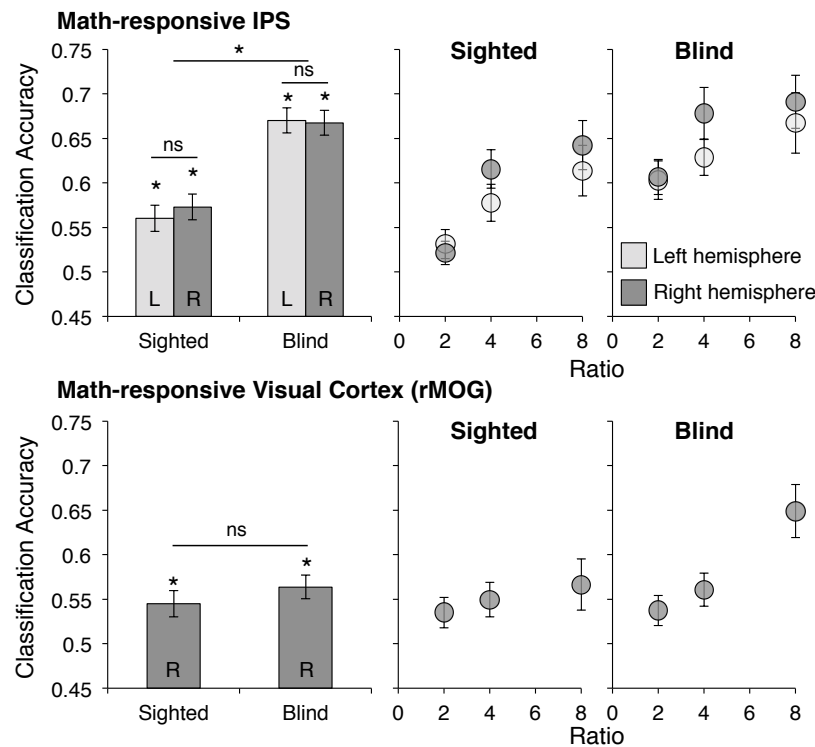 Math-responsive IPS
Classification Accuracy
0.75
0.7
0.65
0.6
0.55
0.5
0.45
*
ns
* *
ns
* *
L R L R
Sighted Blind
Sighted Blind
Left hemisphere
Right hemisphere
0 2 4 6 8 0 2 4 6 8
Ratio
Math-responsive Visual Cortex (rMOG)
Classification Accuracy
0.75
0.7
0.65
0.6
0.55
0.5
0.45
ns
* *
R R
Sighted Blind
Sighted Blind
0 2 4 6 8 0 2 4 6 8
Ratio